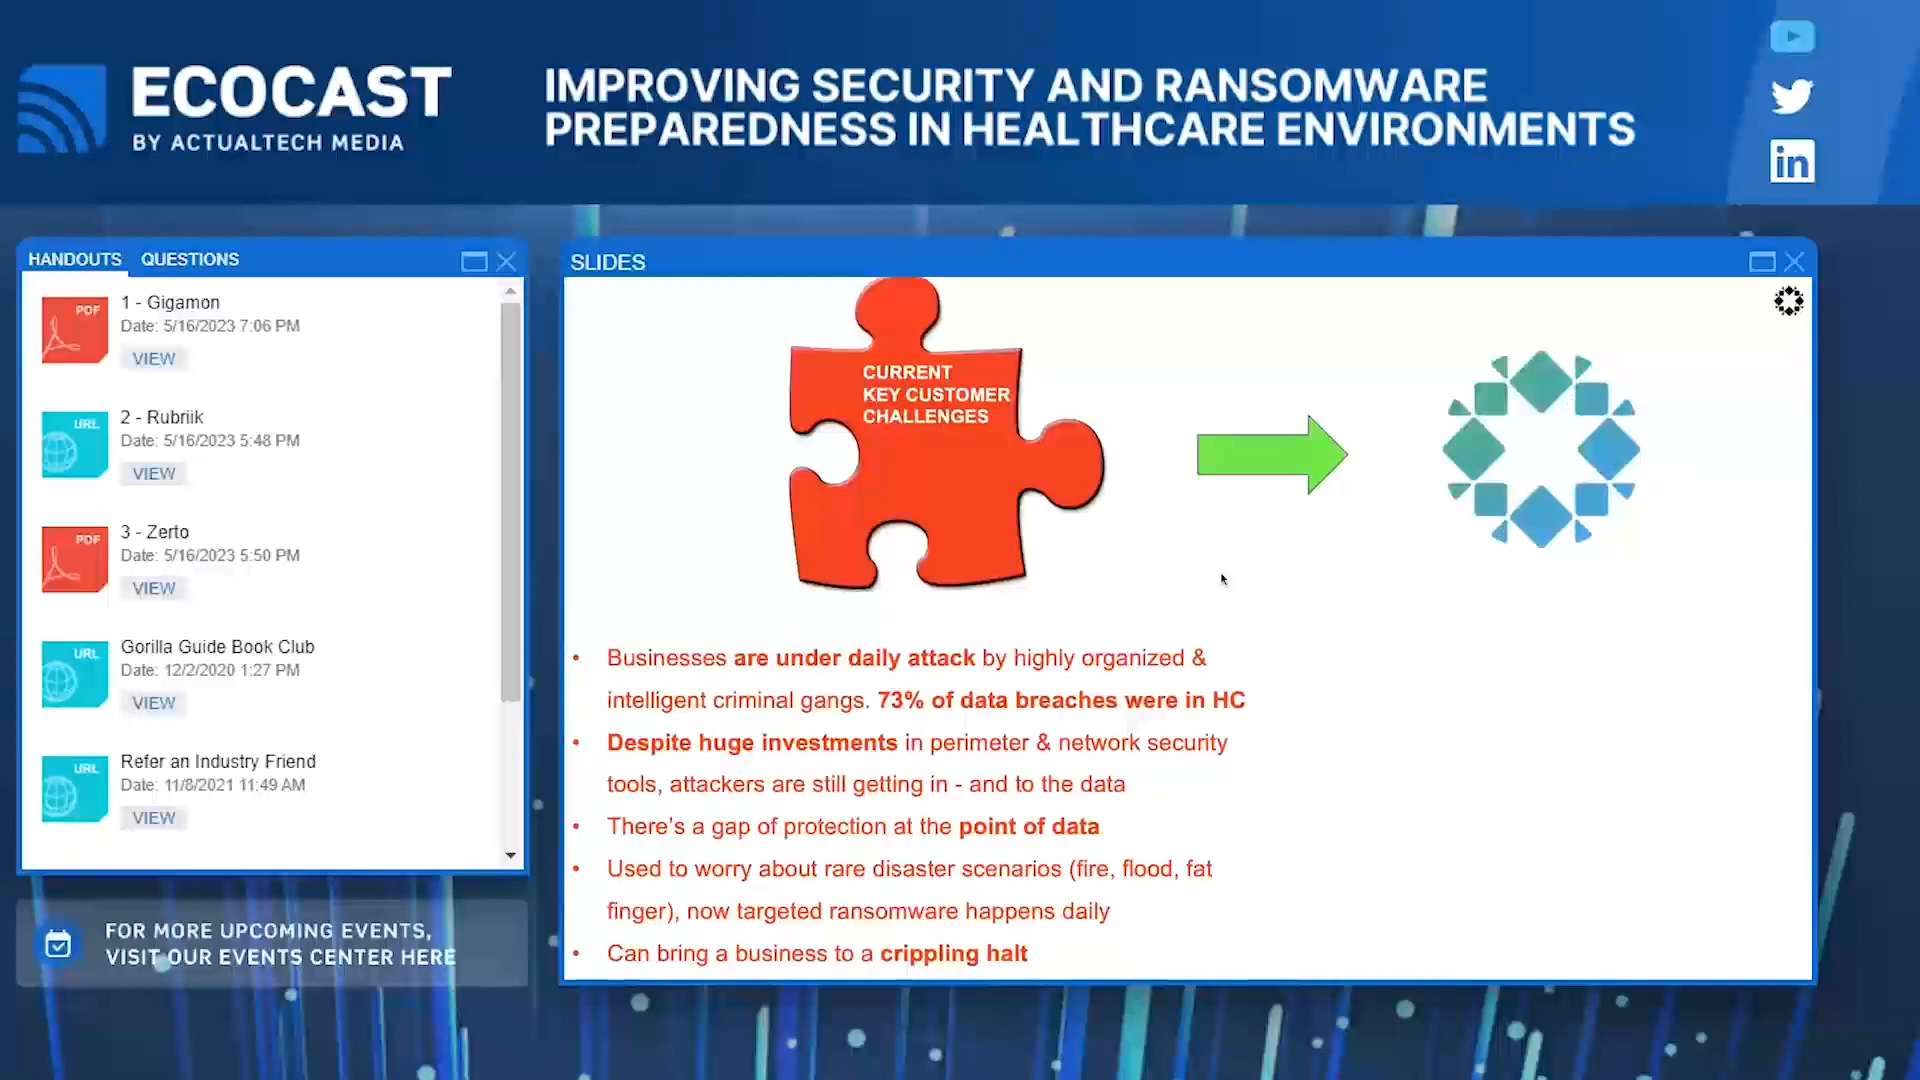 ECOCAST
BY ACTUALTECH MEDIA
IMPROVING SECURITY AND RANSOMWARE
PREPAREDNESS IN HEALTHCARE ENVIRONMENTS
in
HANDOUTS QUESTIONS
PDF
1 - Gigamon
Date: 5/16/2023 7:06 PM
VIEW
URL
2 - Rubriik
Date: 5/16/2023 5:48 PM
VIEW
PDF
3 - Zerto
Date: 5/16/2023 5:50 PM
VIEW
URL
Gorilla Guide Book Club
Date: 12/2/2020 1:27 PM
VIEW
URL
Refer an Industry Friend
Date: 11/8/2021 11:49 AM
VIEW
FOR MORE UPCOMING EVENTS,
VISIT OUR EVENTS CENTER HERE
SLIDES
CURRENT
KEY CUSTOMER
CHALLENGES
• Businesses are under daily attack by highly organized &
intelligent criminal gangs. 73% of data breaches were in HC
• Despite huge investments in perimeter & network security
tools, attackers are still getting in - and to the data
• There's a gap of protection at the point of data
• Used to worry about rare disaster scenarios (fire, flood, fat
finger), now targeted ransomware happens daily
• Can bring a business to a crippling halt